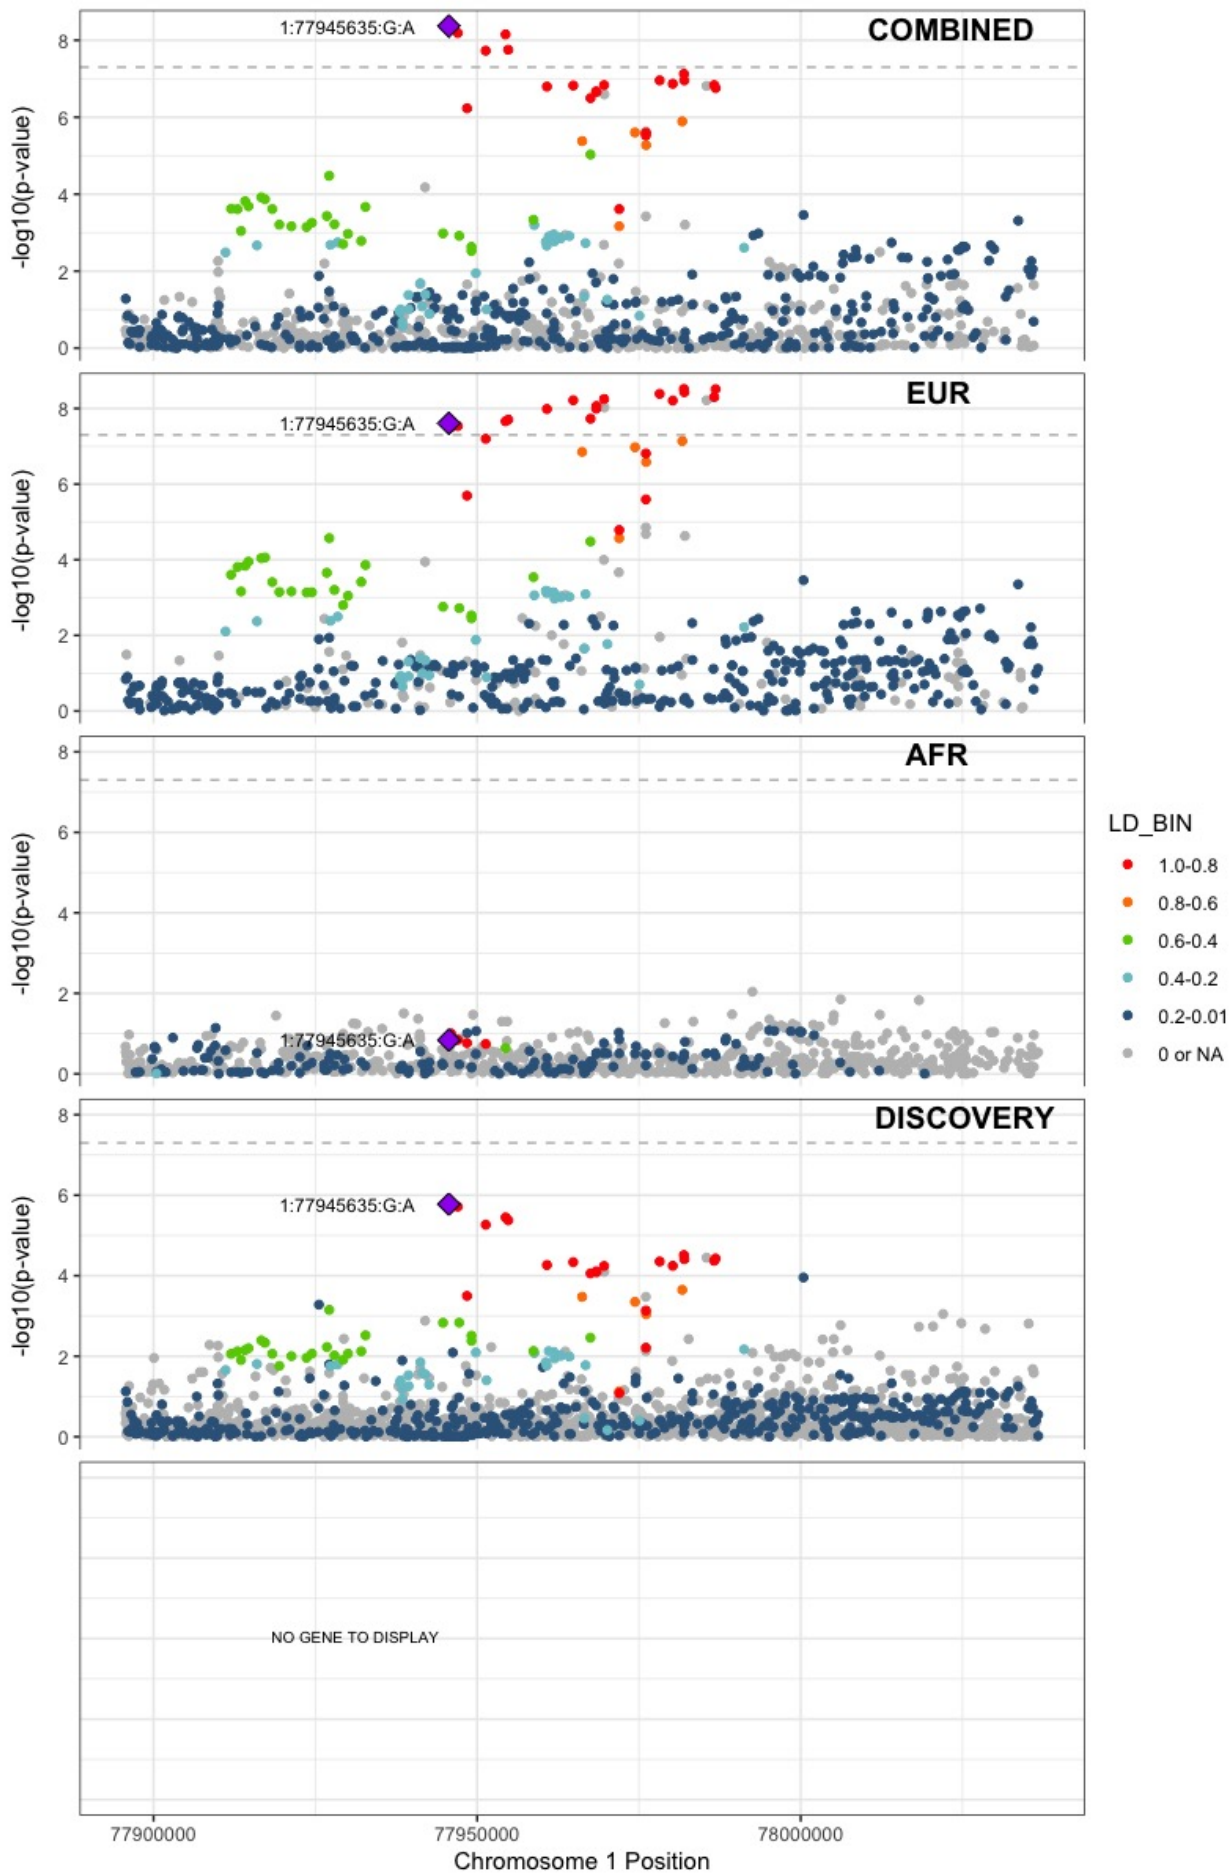 COMBINED
1:77945635:G:A
-log10(p-value)
8
6
4
2
0
EUR
1:77945635:G:A
-log10(p-value)
8
6
4
2
0
AFR
1:77945635:G:A
-log10(p-value)
8
6
4
2
0
DISCOVERY
1:77945635:G:A
-log10(p-value)
8
6
4
2
0
LD_BIN
1.0-0.8
0.8-0.6
0.6-0.4
0.4-0.2
0.2-0.01
0 or NA
NO GENE TO DISPLAY
77900000 77950000 78000000
Chromosome 1 Position